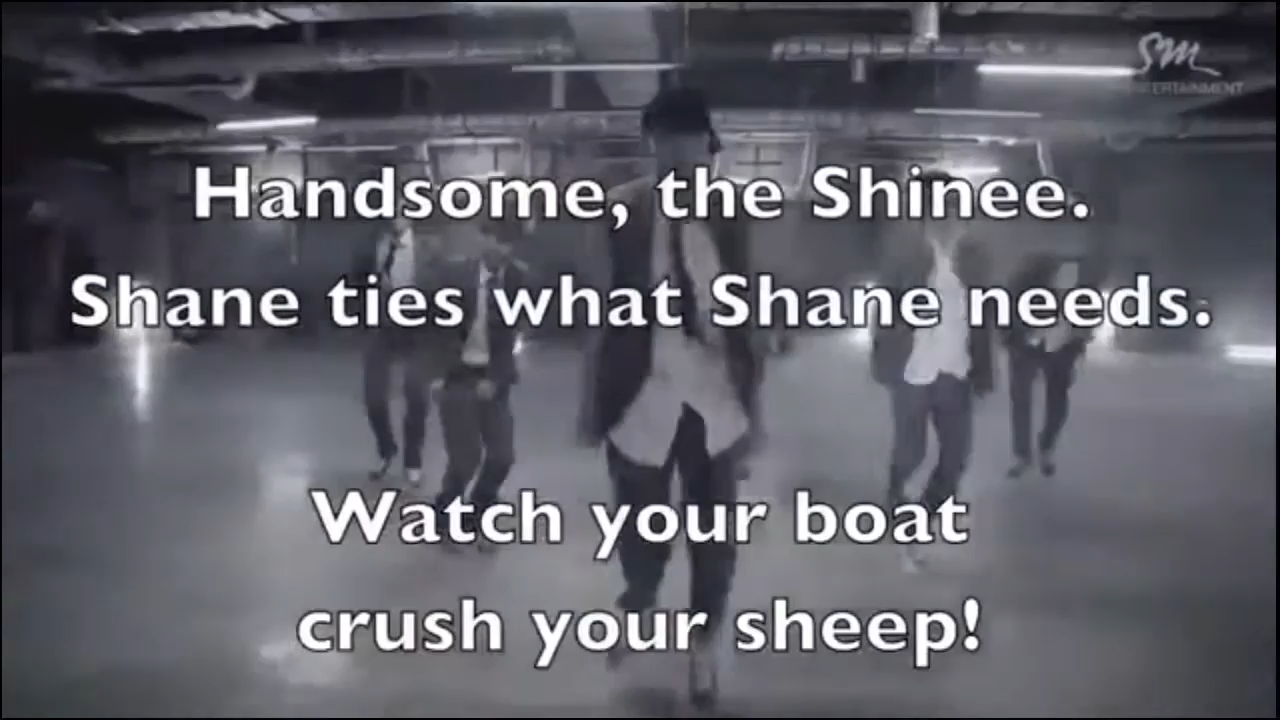 SM
ENTERTAINMENT
Handsome, the Shinee.
Shane ties what Shane needs.
Watch your boat
crush your sheep!